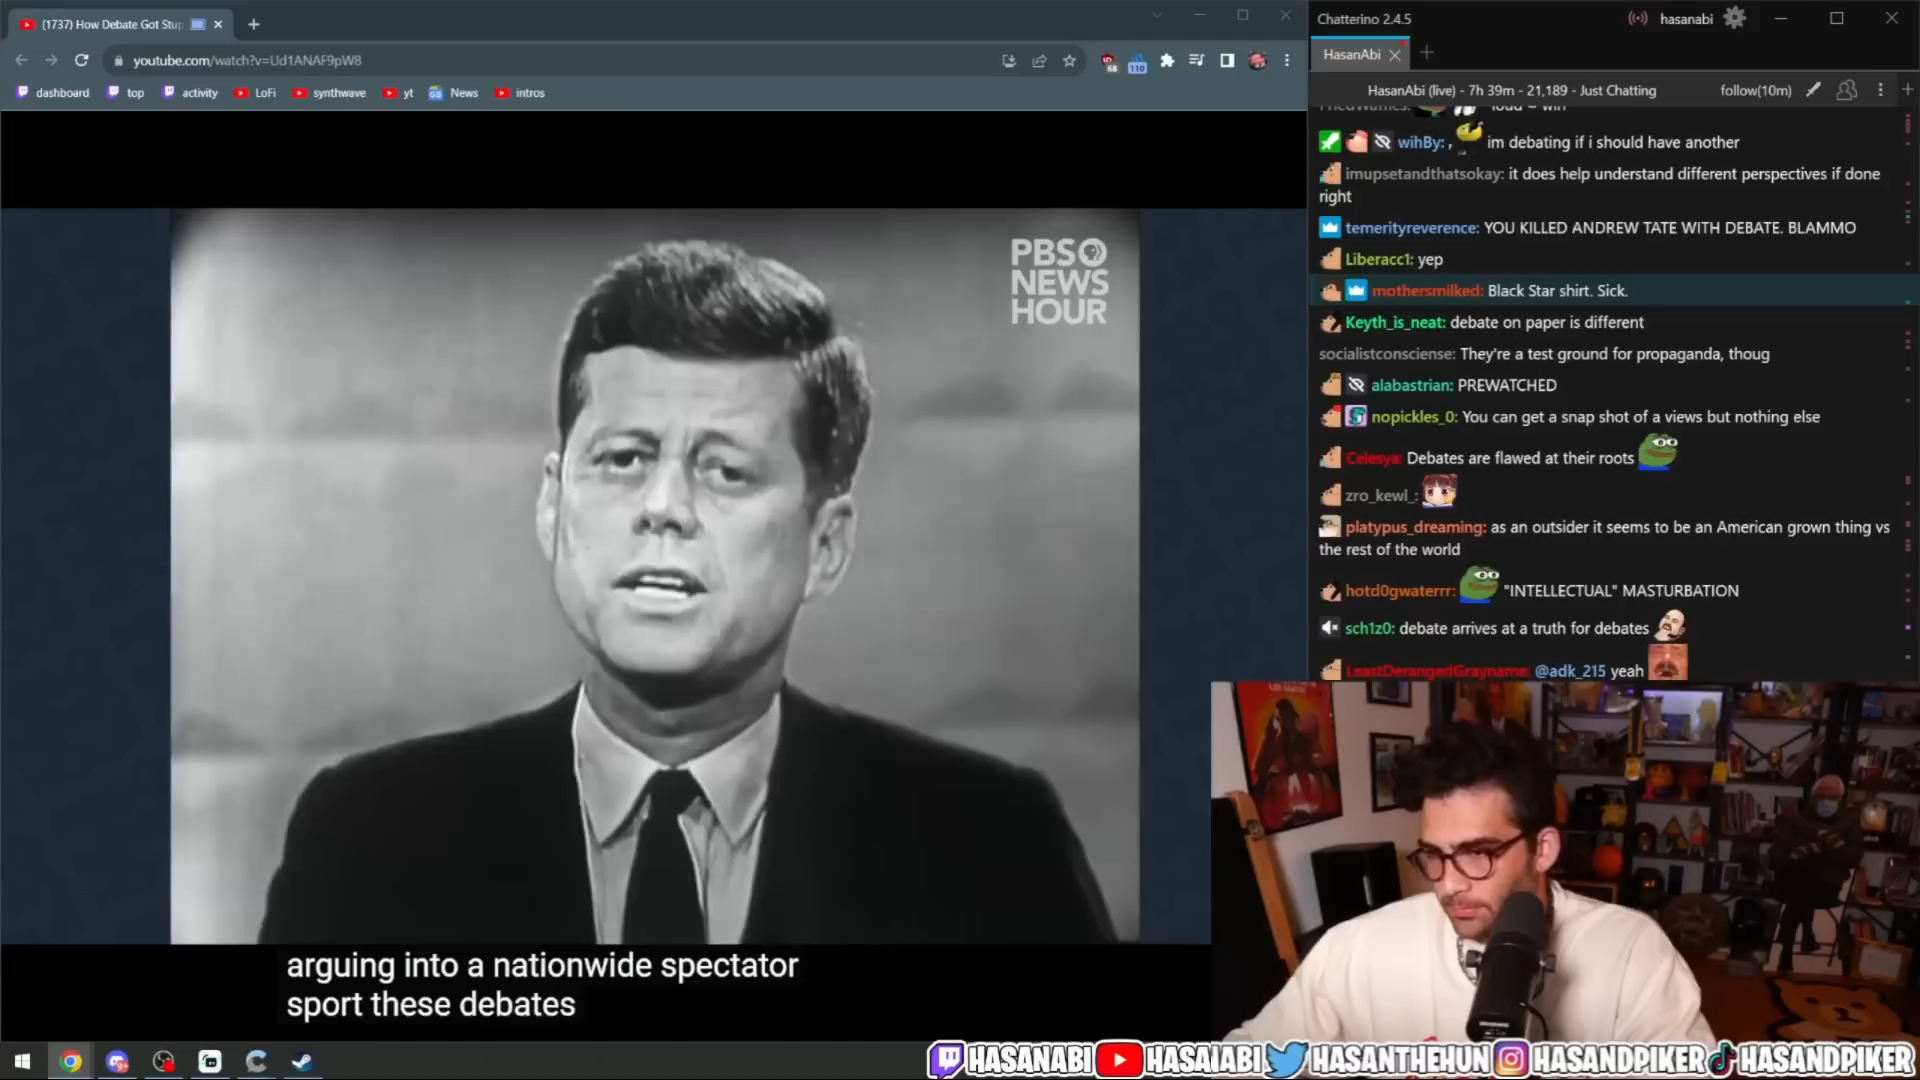 (1737) How Debate Got Stup
youtube.com/watch?v=Ud1ANAF9pW8
68
110
dashboard
top
activity
LoFi
synthwave
yt
News
intros
PBS
NEWS
HOUR
arguing into a nationwide spectator
sport these debates
Chatterino 2.4.5
hasanabi
HasanAbi
HasanAbi (live) - 7h 39m - 21,189 - Just Chatting
follow(10m)
wihBy: , im debating if i should have another
imupsetandthatsokay: it does help understand different perspectives if done
right
temerityreverence: YOU KILLED ANDREW TATE WITH DEBATE. BLAMMO
Liberacc1: yep
mothersmilked: Black Star shirt. Sick.
Keyth_is_neat: debate on paper is different
socialistconsciense: They're a test ground for propaganda, thoug
alabastrian: PREWATCHED
nopickles_0: You can get a snap shot of a views but nothing else
Celesya: Debates are flawed at their roots
zro_kewl_:
platypus_dreaming: as an outsider it seems to be an American grown thing vs
the rest of the world
hotd0gwaterrr: "INTELLECTUAL" MASTURBATION
sch1z0: debate arrives at a truth for debates
LeastDerangedGrayname: @adk_215 yeah
HASANABI HASANABI HASANTHEHUN HASANDPIKER HASANDPIKER